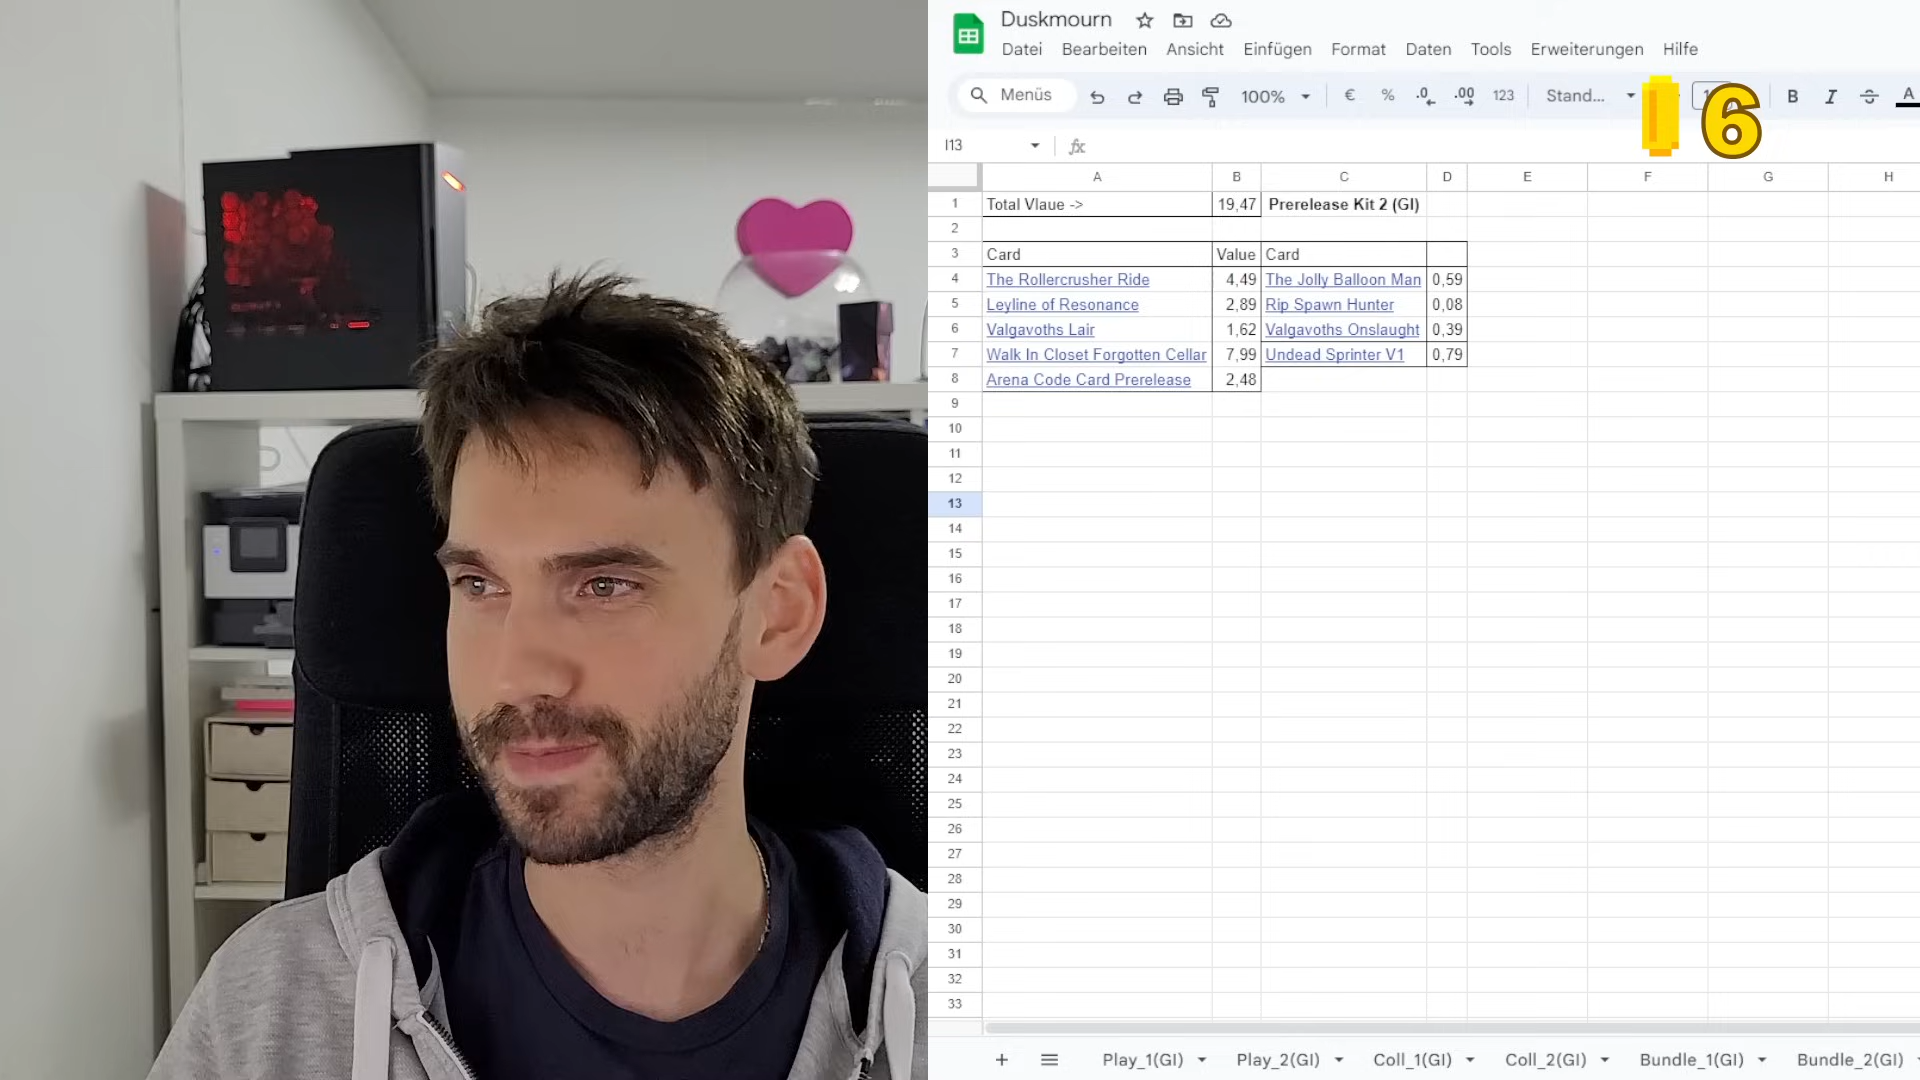 Duskmourn
Datei Bearbeiten Ansicht Einfügen Format Daten Tools Erweiterungen Hilfe
Menüs 100% € % .0 .00 123 Stand... B I S A
6
I13 fx
A B C D E F G H
1 Total Vlaue -> 19,47 Prerelease Kit 2 (GI)
2
3 Card Value Card
4 The Rollercrusher Ride 4,49 The Jolly Balloon Man 0,59
5 Leyline of Resonance 2,89 Rip Spawn Hunter 0,08
6 Valgavoths Lair 1,62 Valgavoths Onslaught 0,39
7 Walk In Closet Forgotten Cellar 7,99 Undead Sprinter V1 0,79
8 Arena Code Card Prerelease 2,48
9
10
11
12
13
14
15
16
17
18
19
20
21
22
23
24
25
26
27
28
29
30
31
32
33
+ Play_1(GI) Play_2(GI) Coll_1(GI) Coll_2(GI) Bundle_1(GI) Bundle_2(GI)